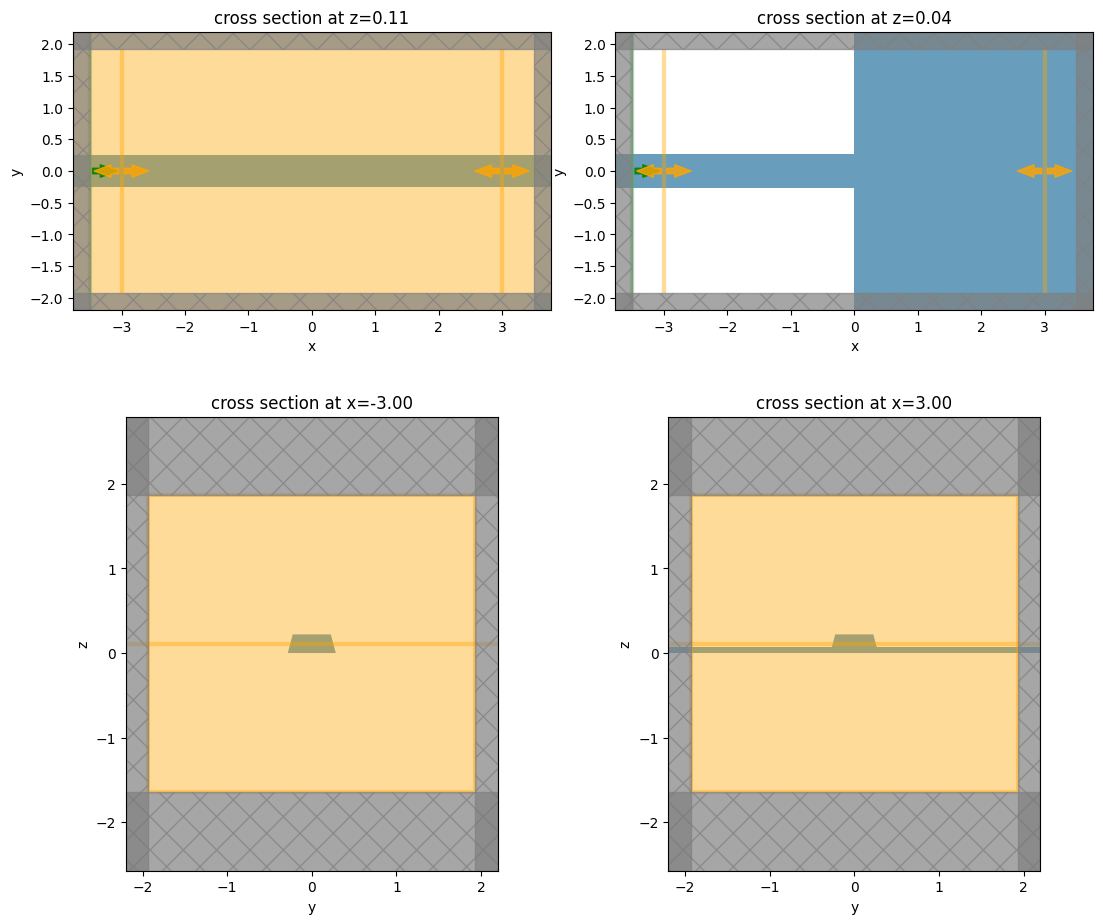 cross section at z=0.11
cross section at z=0.04
2.0
1.5
1.0
0.5
0.0
−0.5
−1.0
−1.5
−2.0
y
−3 −2 −1 0 1 2 3
x
2.0
1.5
1.0
0.5
0.0
−0.5
−1.0
−1.5
−2.0
y
−3 −2 −1 0 1 2 3
x
cross section at x=-3.00
cross section at x=3.00
2
1
0
−1
−2
z
−2 −1 0 1 2
y
2
1
0
−1
−2
z
−2 −1 0 1 2
y